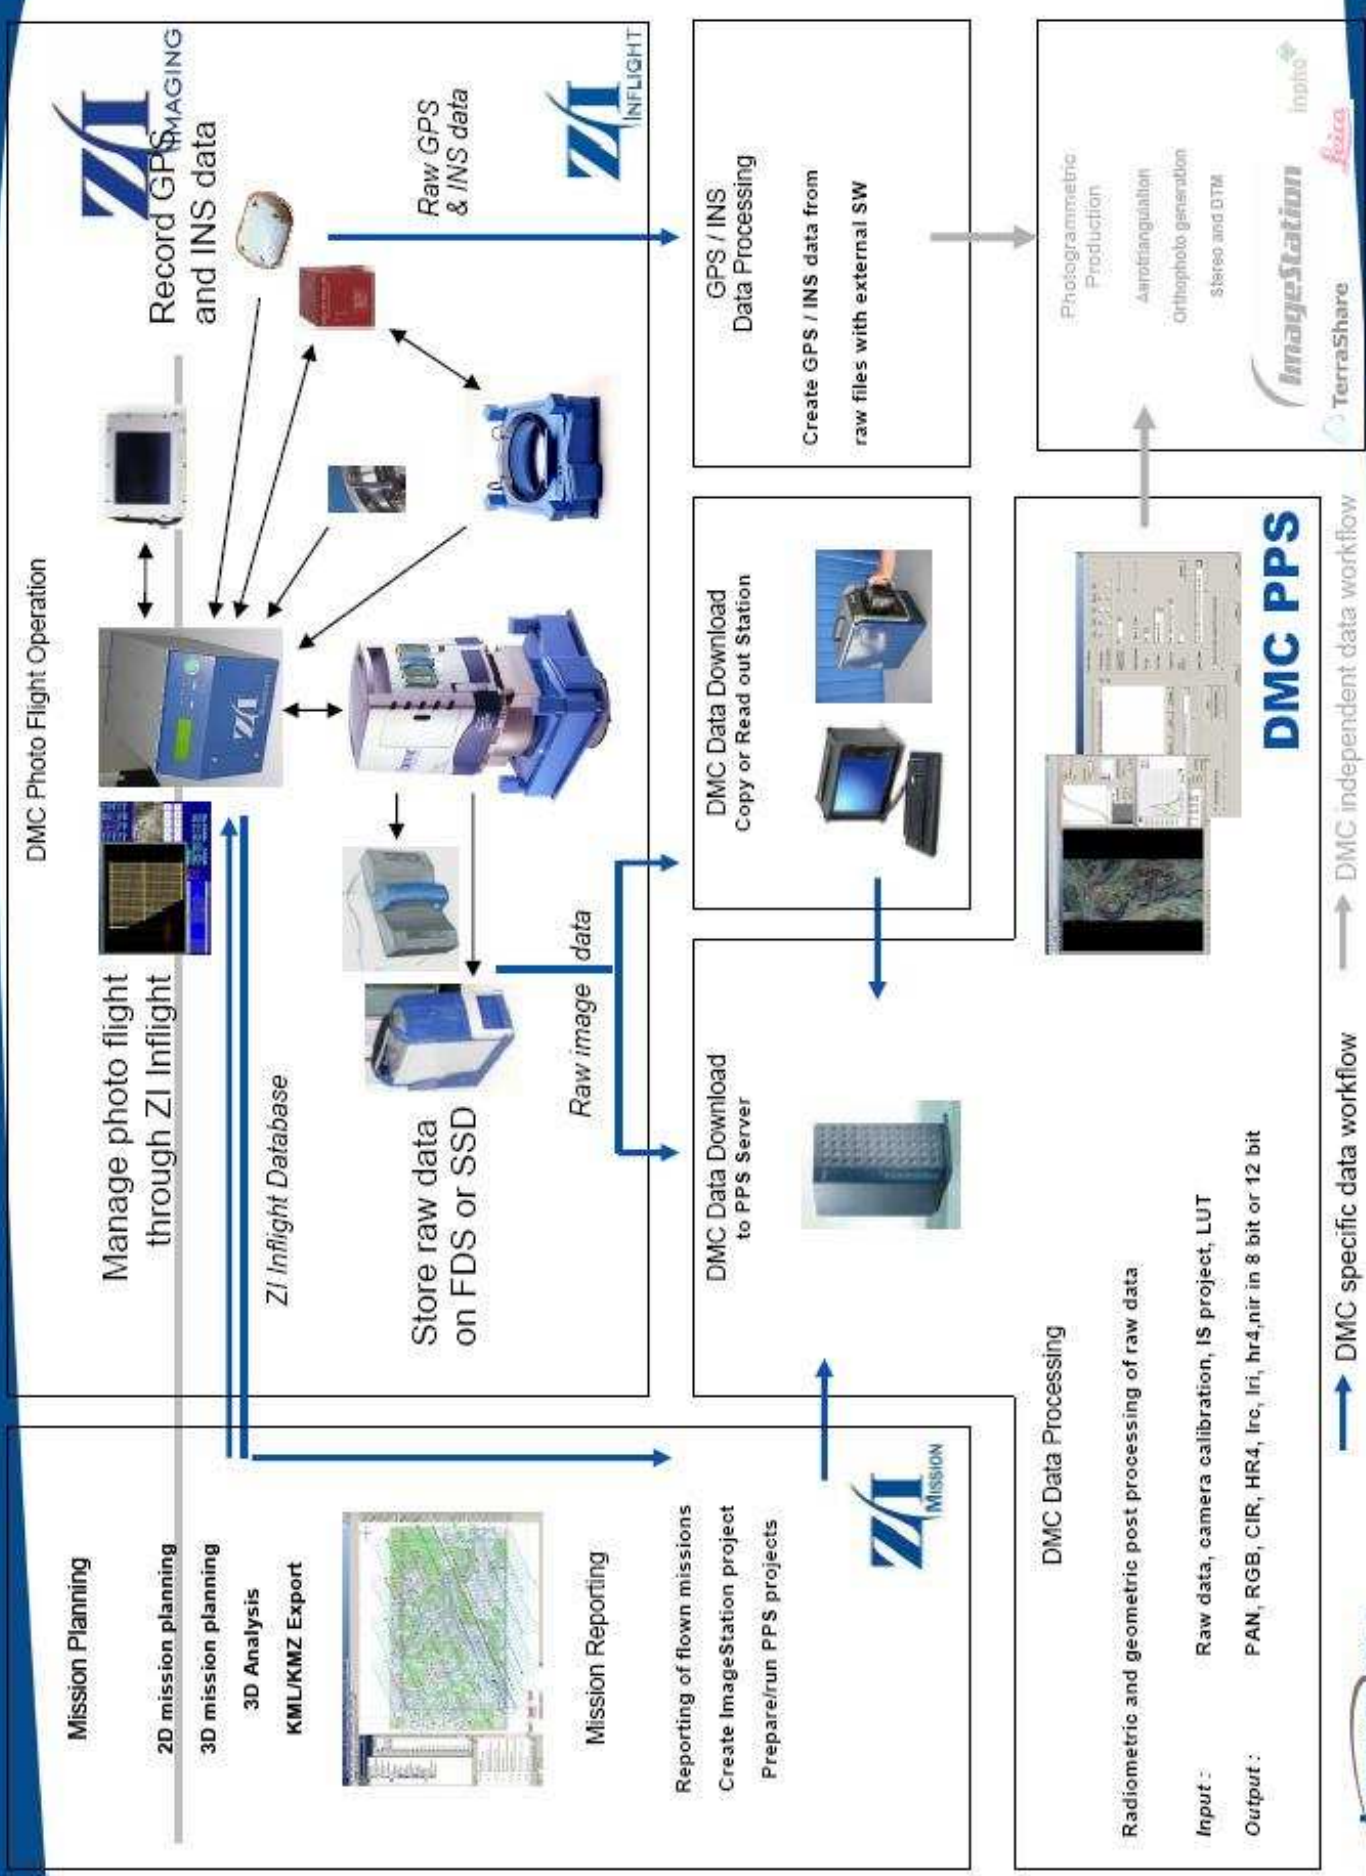 DMC Photo Flight Operation
Z/I
IMAGING
Mission Planning
2D mission planning
3D mission planning
3D Analysis
KML/KMZ Export
Mission Reporting
Reporting of flown missions
Create ImageStation project
Prepare/run PPS projects
Z/I
MISSION
Manage photo flight
through ZI Inflight
ZI Inflight Database
Store raw data
on FDS or SSD
Raw image data
Record GPS
and INS data
Raw GPS
& INS data
Z/I
INFLIGHT
DMC Data Download
to PPS Server
DMC Data Download
Copy or Read out Station
GPS / INS
Data Processing
Create GPS / INS data from
raw files with external SW
DMC Data Processing
Radiometric and geometric post processing of raw data
Input : Raw data, camera calibration, IS project, LUT
Output : PAN, RGB, CIR, HR4, lrc, lri, hr4,nir in 8 bit or 12 bit
DMC PPS
Photogrammetric
Production
Aerotriangulation
Orthophoto generation
Stereo and DTM
ImageStation
inpho
TerraShare
Leica
DMC specific data workflow
DMC independent data workflow